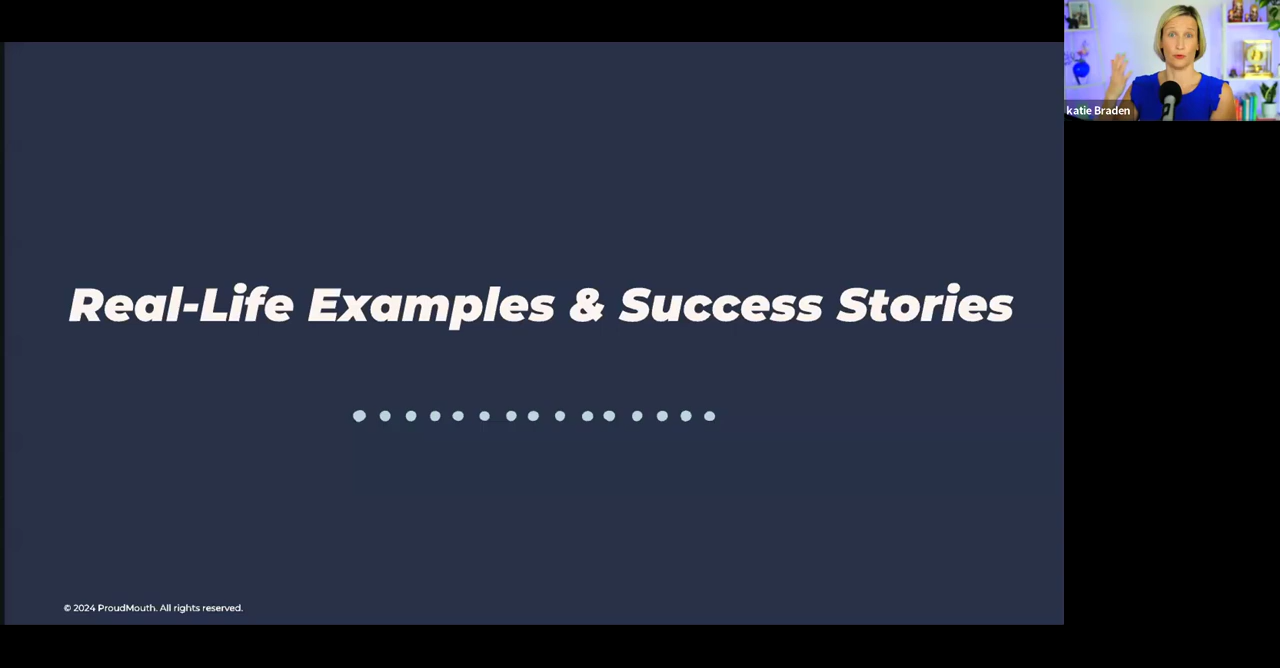 katie Braden
Real-Life Examples & Success Stories
© 2024 ProudMouth. All rights reserved.